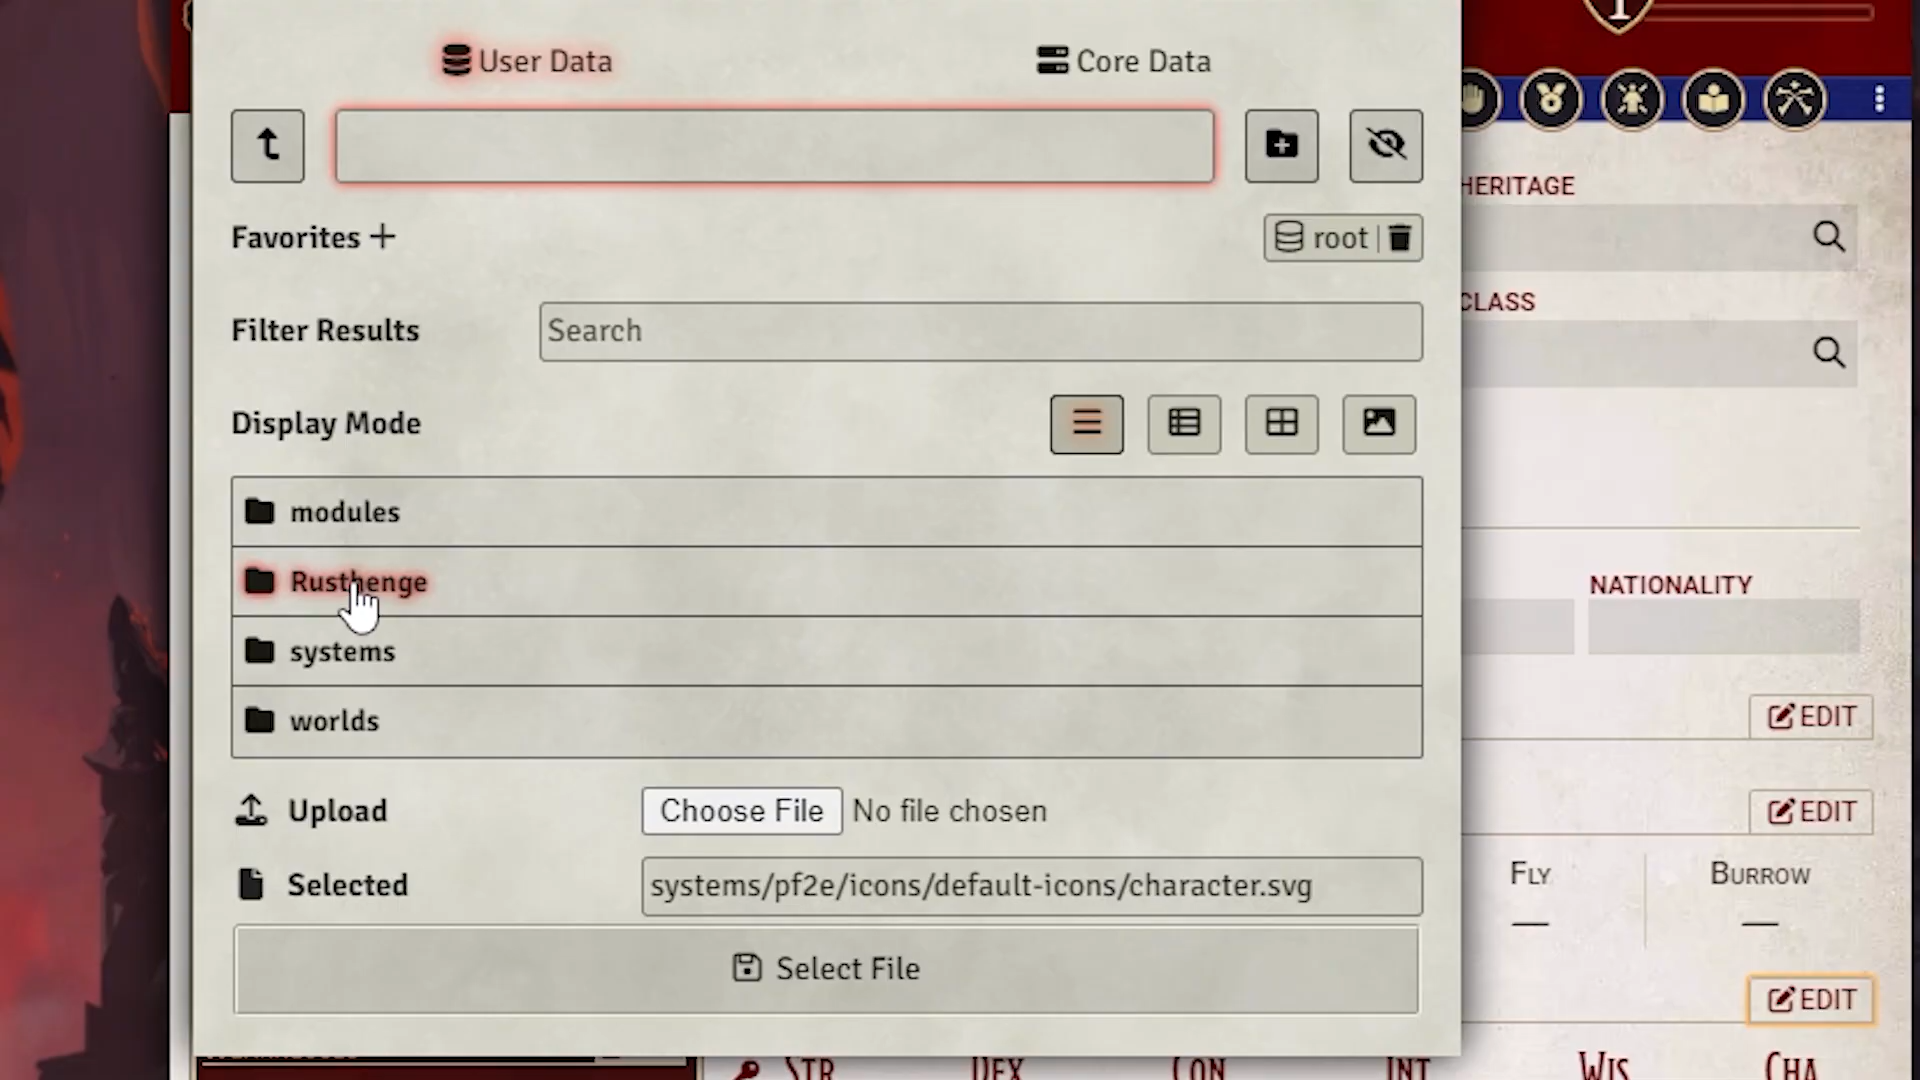 User Data
Core Data
Favorites
root
Filter Results
Search
Display Mode
modules
Rusthenge
systems
worlds
Upload
Choose File
No file chosen
Selected
systems/pf2e/icons/default-icons/character.svg
Select File
1
HERITAGE
CLASS
NATIONALITY
EDIT
EDIT
FLY
BURROW
—
—
EDIT
STR
DEX
CON
INT
WIS
CHA